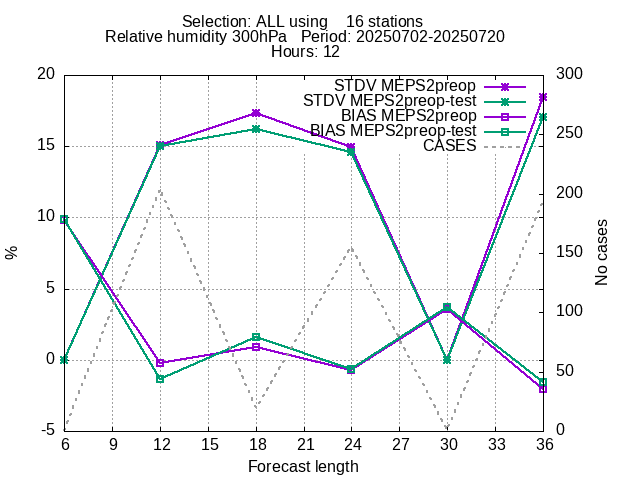 Selection: ALL using    16 stations
Relative humidity 300hPa   Period: 20250702-20250720
Hours: 12
STDV MEPS2preop
STDV MEPS2preop-test
BIAS MEPS2preop
BIAS MEPS2preop-test
CASES
20
15
10
5
0
-5
%
300
250
200
150
100
50
0
No cases
6 9 12 15 18 21 24 27 30 33 36
Forecast length